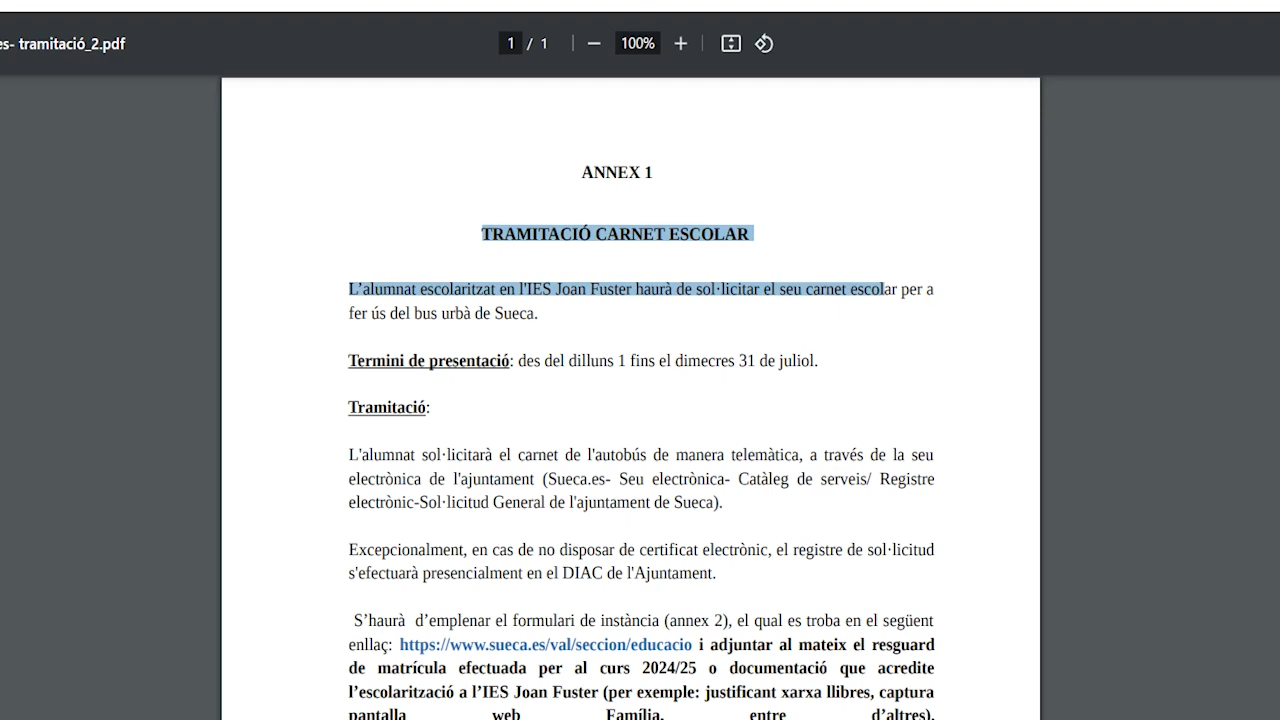 es- tramitació_2.pdf
1 / 1
100%
ANNEX 1
TRAMITACIÓ CARNET ESCOLAR
L’alumnat escolaritzat en l'IES Joan Fuster haurà de sol·licitar el seu carnet escolar per a
fer ús del bus urbà de Sueca.
Termini de presentació: des del dilluns 1 fins el dimecres 31 de juliol.
Tramitació:
L'alumnat sol·licitarà el carnet de l'autobús de manera telemàtica, a través de la seu
electrònica de l'ajuntament (Sueca.es- Seu electrònica- Catàleg de serveis/ Registre
electrònic-Sol·licitud General de l'ajuntament de Sueca).
Excepcionalment, en cas de no disposar de certificat electrònic, el registre de sol·licitud
s'efectuarà presencialment en el DIAC de l'Ajuntament.
S’haurà d’emplenar el formulari de instància (annex 2), el qual es troba en el següent
enllaç: https://www.sueca.es/val/seccion/educacio i adjuntar al mateix el resguard
de matrícula efectuada per al curs 2024/25 o documentació que acredite
l’escolarització a l’IES Joan Fuster (per exemple: justificant xarxa llibres, captura
pantalla web Família, entre d’altres).